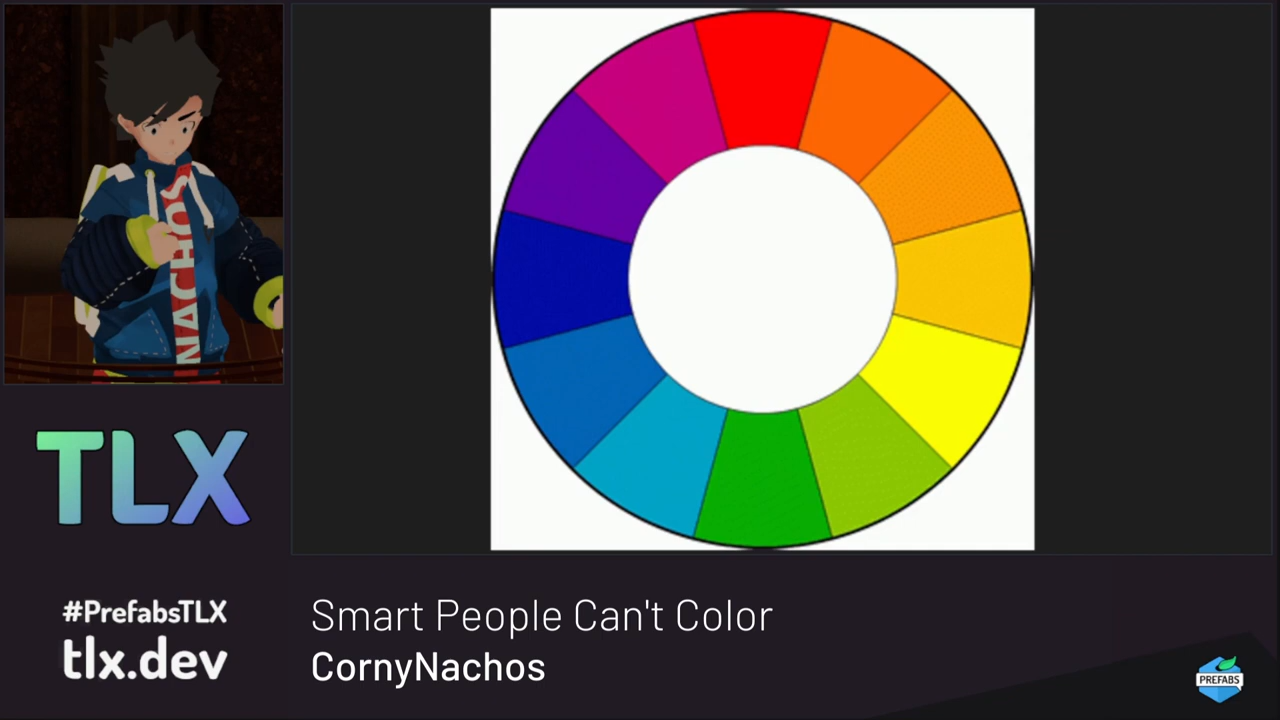 NACHOS
TLX
#PrefabsTLX
tlx.dev
Smart People Can't Color
CornyNachos
PREFABS